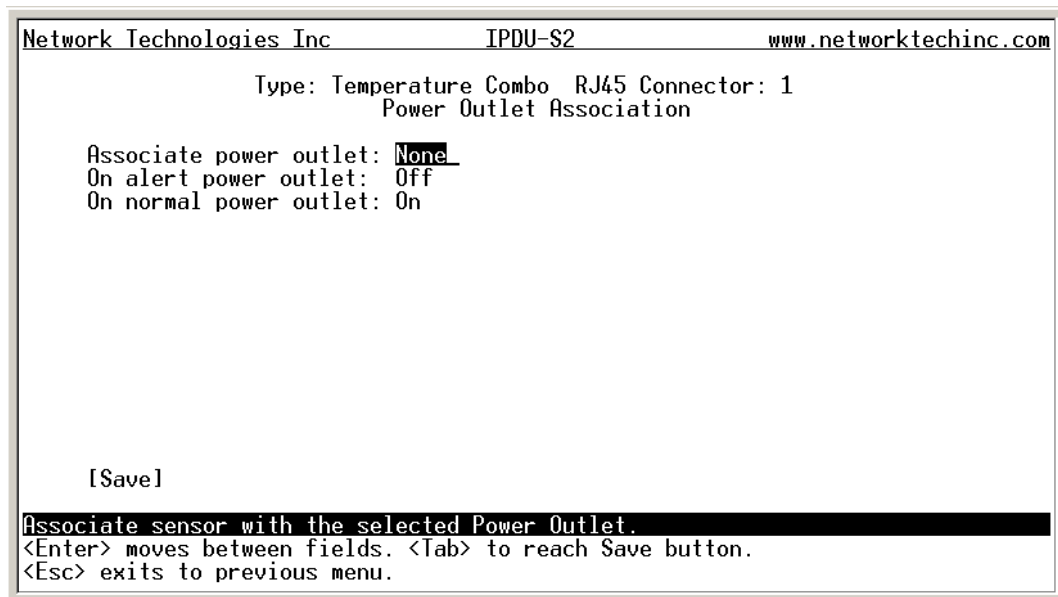 Network Technologies Inc IPDU-S2 www.networktechinc.com
Type: Temperature Combo RJ45 Connector: 1
Power Outlet Association
Associate power outlet: None
On alert power outlet: Off
On normal power outlet: On
[Save]
Associate sensor with the selected Power Outlet.
<Enter> moves between fields. <Tab> to reach Save button.
<Esc> exits to previous menu.